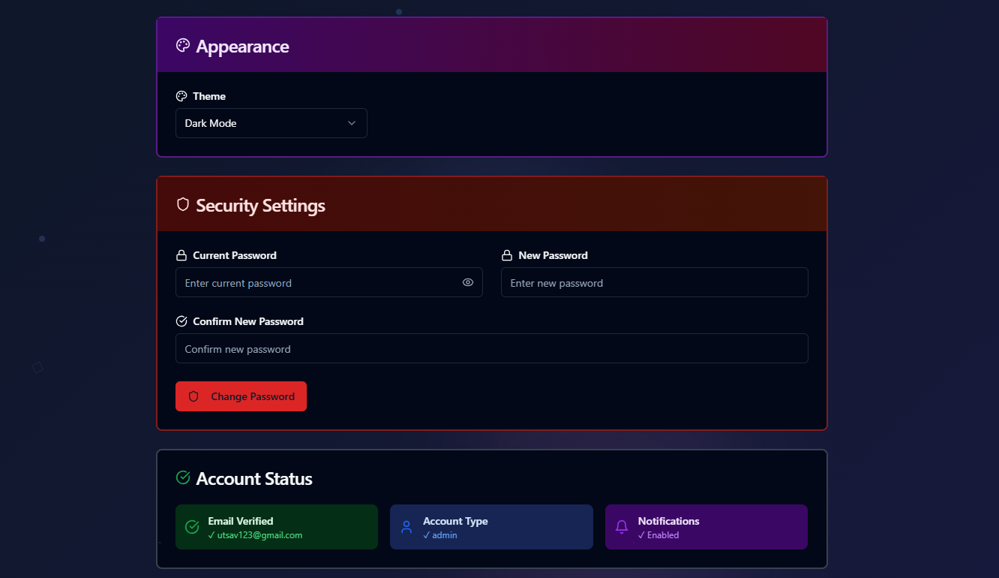 Appearance
Theme
Dark Mode
Security Settings
Current Password
New Password
Enter current password
Enter new password
Confirm New Password
Confirm new password
Change Password
Account Status
Email Verified
✓ utsav123@gmail.com
Account Type
✓ admin
Notifications
✓ Enabled